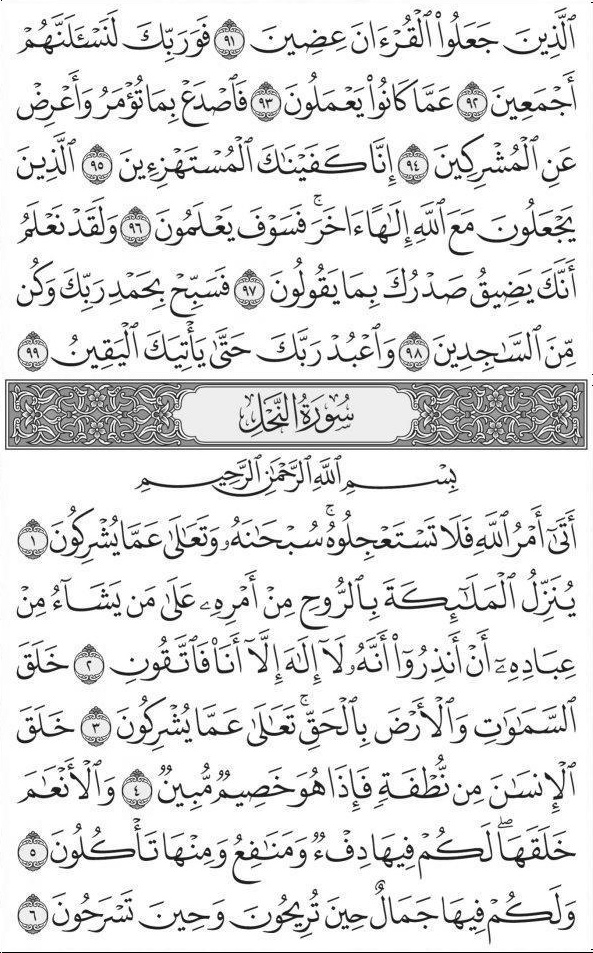 ٱلَّذِينَ جَعَلُوا۟ ٱلْقُرْءَانَ عِضِينَ ٩١ فَوَرَبِّكَ لَنَسْـَٔلَنَّهُمْ
أَجْمَعِينَ ٩٢ عَمَّا كَانُوا۟ يَعْمَلُونَ ٩٣ فَٱصْدَعْ بِمَا تُؤْمَرُ وَأَعْرِضْ
عَنِ ٱلْمُشْرِكِينَ ٩٤ إِنَّا كَفَيْنَـٰكَ ٱلْمُسْتَهْزِءِينَ ٩٥ ٱلَّذِينَ
يَجْعَلُونَ مَعَ ٱللَّهِ إِلَـٰهًا ءَاخَرَ ۚ فَسَوْفَ يَعْلَمُونَ ٩٦ وَلَقَدْ نَعْلَمُ
أَنَّكَ يَضِيقُ صَدْرُكَ بِمَا يَقُولُونَ ٩٧ فَسَبِّحْ بِحَمْدِ رَبِّكَ وَكُن
مِّنَ ٱلسَّـٰجِدِينَ ٩٨ وَٱعْبُدْ رَبَّكَ حَتَّىٰ يَأْتِيَكَ ٱلْيَقِينُ ٩٩
سُورَةُ النَّحْلِ
بِسْمِ ٱللَّهِ ٱلرَّحْمَـٰنِ ٱلرَّحِيمِ
أَتَىٰٓ أَمْرُ ٱللَّهِ فَلَا تَسْتَعْجِلُوهُ ۚ سُبْحَـٰنَهُۥ وَتَعَـٰلَىٰ عَمَّا يُشْرِكُونَ ١
يُنَزِّلُ ٱلْمَلَـٰٓئِكَةَ بِٱلرُّوحِ مِنْ أَمْرِهِۦ عَلَىٰ مَن يَشَآءُ مِنْ
عِبَادِهِۦٓ أَنْ أَنذِرُوٓا۟ أَنَّهُۥ لَآ إِلَـٰهَ إِلَّآ أَنَا۠ فَٱتَّقُونِ ٢ خَلَقَ
ٱلسَّمَـٰوَٰتِ وَٱلْأَرْضَ بِٱلْحَقِّ ۚ تَعَـٰلَىٰ عَمَّا يُشْرِكُونَ ٣ خَلَقَ
ٱلْإِنسَـٰنَ مِن نُّطْفَةٍ فَإِذَا هُوَ خَصِيمٌ مُّبِينٌ ٤ وَٱلْأَنْعَـٰمَ
خَلَقَهَا ۗ لَكُمْ فِيهَا دِفْءٌ وَمَنَـٰفِعُ وَمِنْهَا تَأْكُلُونَ ٥
وَلَكُمْ فِيهَا جَمَالٌ حِينَ تُرِيحُونَ وَحِينَ تَسْرَحُونَ ٦